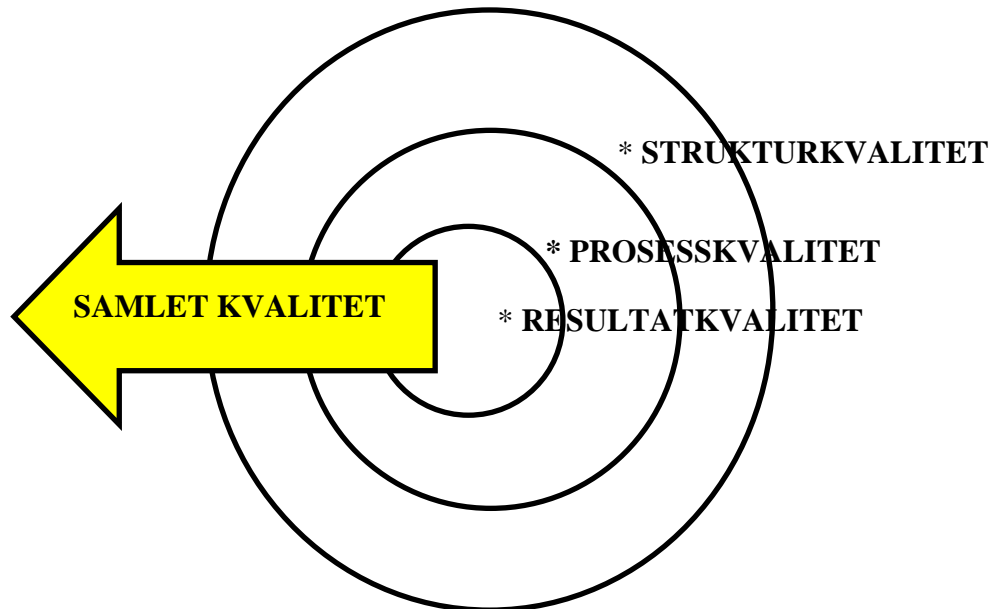 * STRUKTURKVALITET
* PROSESSKVALITET
SAMLET KVALITET
* RESULTATKVALITET